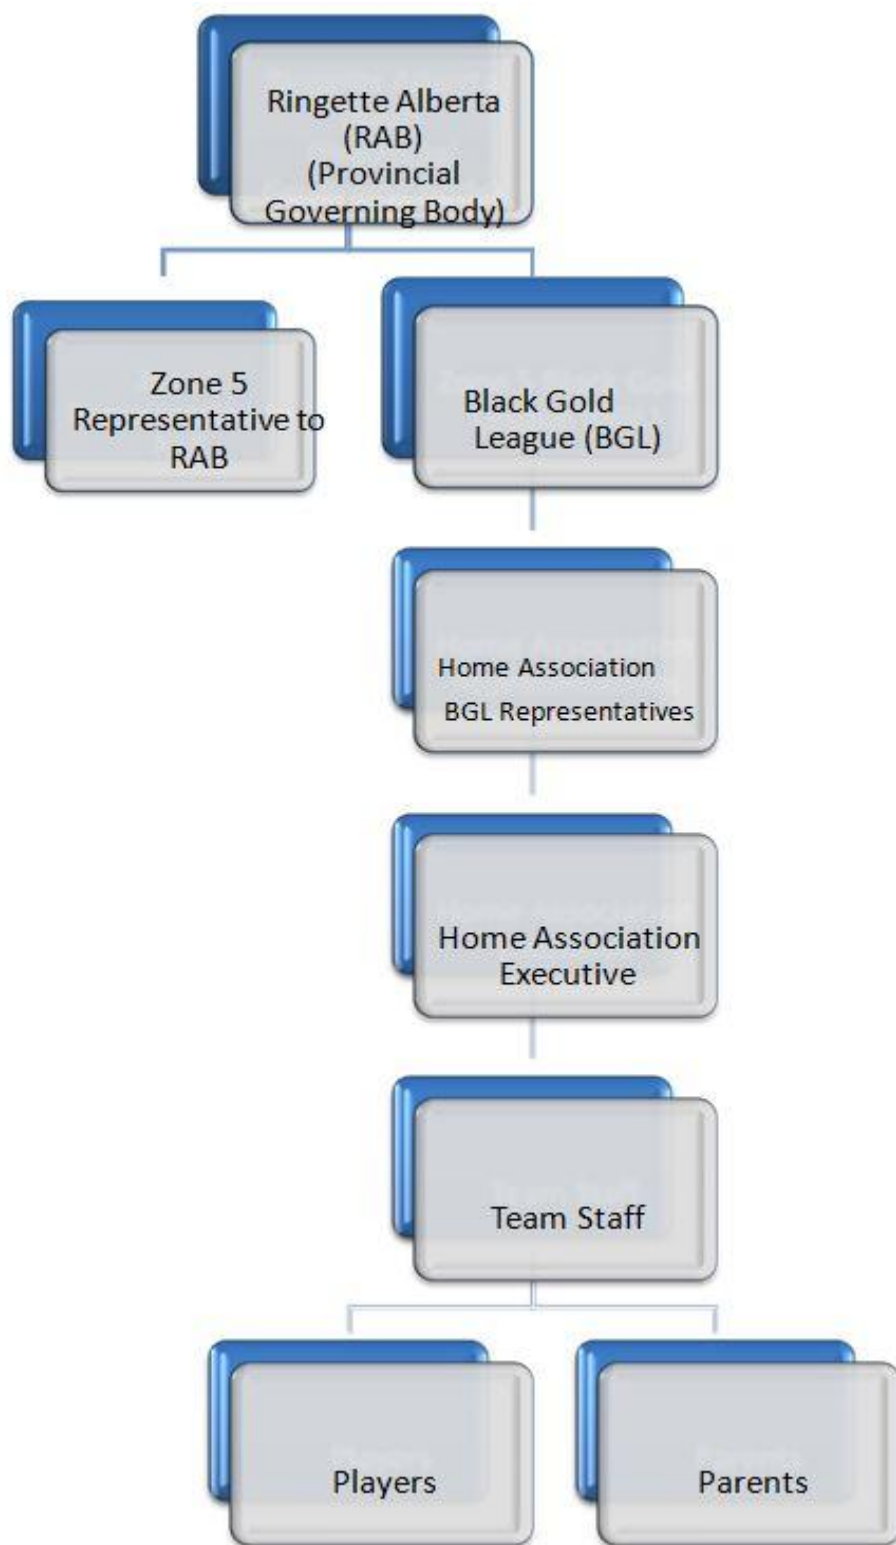 Ringette Alberta
(RAB)
(Provincial
Governing Body)
Zone 5
Representative to
RAB
Black Gold
League (BGL)
Home Association
BGL Representatives
Home Association
Executive
Team Staff
Players
Parents